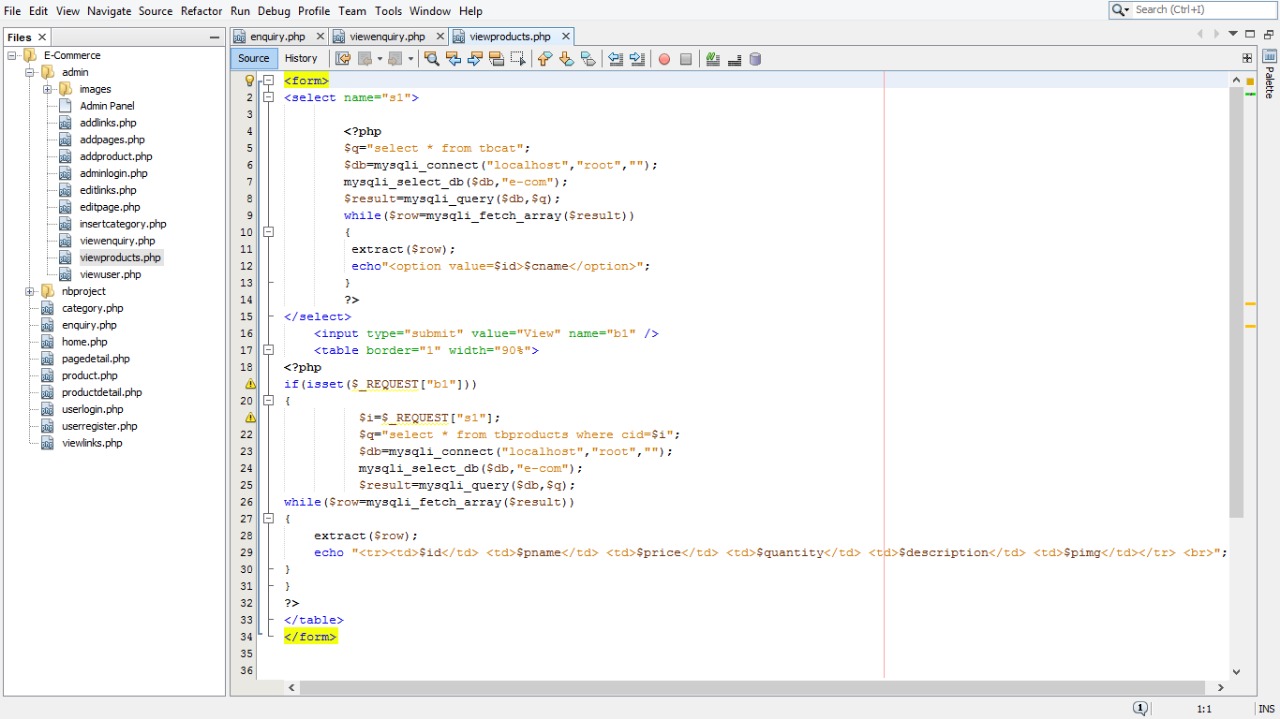 File Edit View Navigate Source Refactor Run Debug Profile Team Tools Window Help
Search (Ctrl+I)
Files
enquiry.php viewenquiry.php viewproducts.php
E-Commerce
admin
images
Admin Panel
addlinks.php
addpages.php
addproduct.php
adminlogin.php
editlinks.php
editpage.php
insertcategory.php
viewenquiry.php
viewproducts.php
viewuser.php
nbproject
category.php
enquiry.php
home.php
pagedetail.php
product.php
productdetail.php
userlogin.php
userregister.php
viewlinks.php
Source History
Palette
<form>
2 <select name="s1">
3
4 <?php
5 $q="select * from tbcat";
6 $db=mysqli_connect("localhost","root","");
7 mysqli_select_db($db,"e-com");
8 $result=mysqli_query($db,$q);
9 while($row=mysqli_fetch_array($result))
10 {
11 extract($row);
12 echo"<option value=$id>$cname</option>";
13 }
14 ?>
15 </select>
16 <input type="submit" value="View" name="b1" />
17 <table border="1" width="90%">
18 <?php
if(isset($_REQUEST["b1"]))
20 {
$i=$_REQUEST["s1"];
22 $q="select * from tbproducts where cid=$i";
23 $db=mysqli_connect("localhost","root","");
24 mysqli_select_db($db,"e-com");
25 $result=mysqli_query($db,$q);
26 while($row=mysqli_fetch_array($result))
27 {
28 extract($row);
29 echo "<tr><td>$id</td> <td>$pname</td> <td>$price</td> <td>$quantity</td> <td>$description</td> <td>$pimg</td></tr> <br>";
30 }
31 }
32 ?>
33 </table>
34 </form>
35
36
1 1:1 INS